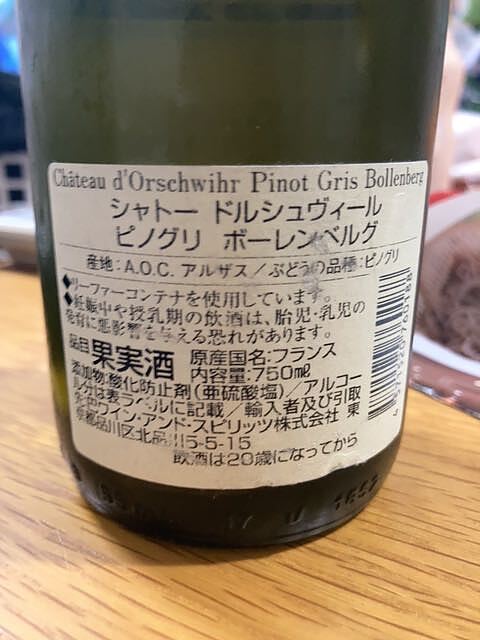 Château d'Orschwihr Pinot Gris Bollenberg
シャトー ドルシュヴィール
ピノグリ ボーレンベルグ
産地:A.O.C. アルザス／ぶどうの品種:ピノグリ
◆リーファーコンテナを使用しています。
◆妊娠中や授乳期の飲酒は、胎児・乳児の
発育に悪影響を与える恐れがあります。
品目 果実酒 原産国名:フランス
内容量:750mℓ
添加物:酸化防止剤(亜硫酸塩)／アルコー
ル分は表ラベルに記載／輸入者及び引取
先:ワイン・アンド・スピリッツ株式会社 東
京都品川区北品川5-5-15
飲酒は20歳になってから